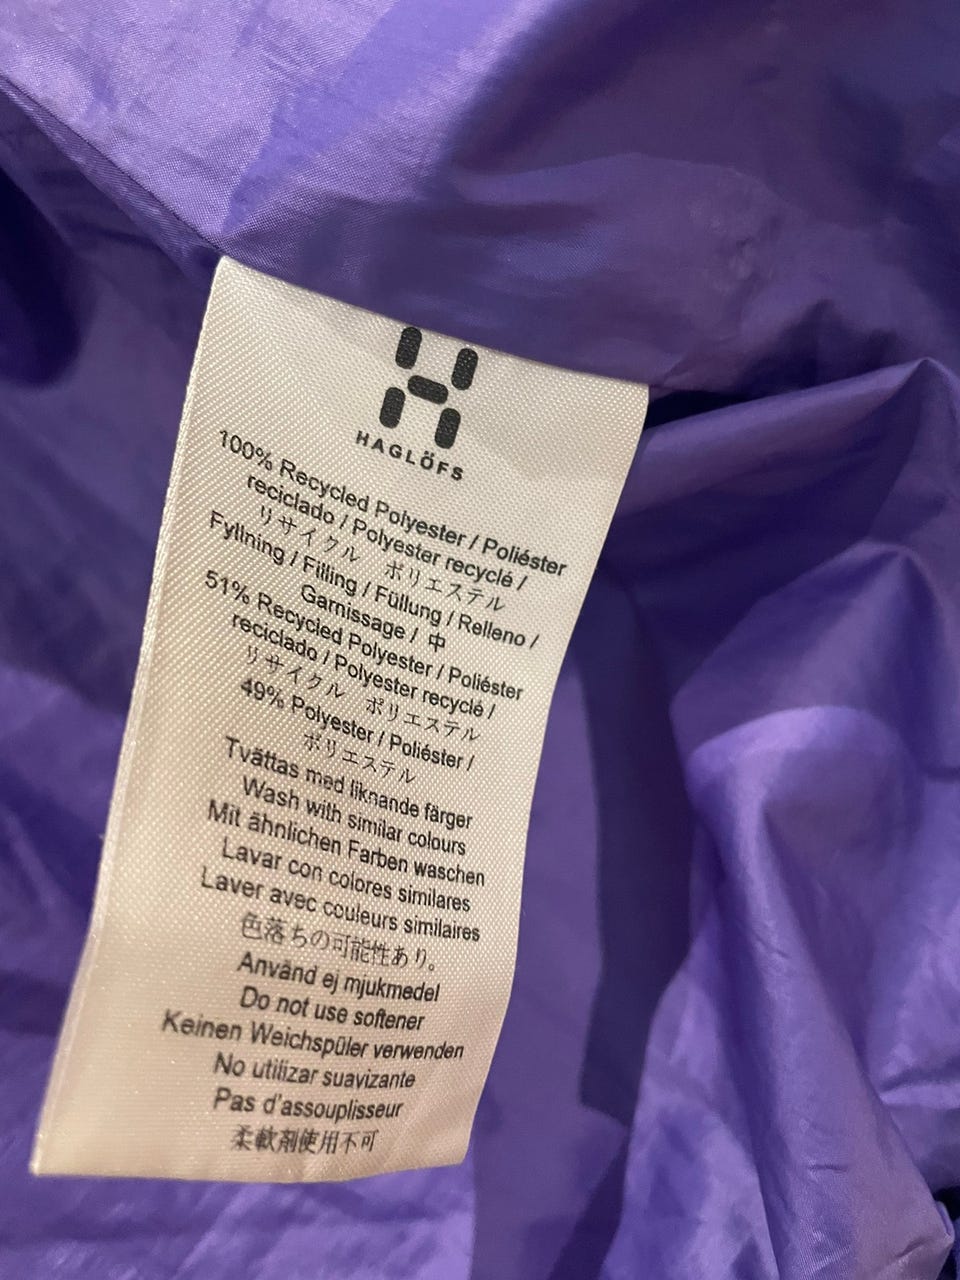 HAGLÖFS
100% Recycled Polyester / Poliéster
reciclado / Polyester recyclé /
リサイクル　ポリエステル
Fyllning / Filling / Füllung / Relleno /
Garnissage / 中
51% Recycled Polyester / Poliéster
reciclado / Polyester recyclé /
リサイクル　ポリエステル
49% Polyester / Poliéster /
ポリエステル
Tvättas med liknande färger
Wash with similar colours
Mit ähnlichen Farben waschen
Lavar con colores similares
Laver avec couleurs similaires
色落ちの可能性あり。
Använd ej mjukmedel
Do not use softener
Keinen Weichspüler verwenden
No utilizar suavizante
Pas d'assouplisseur
柔軟剤使用不可